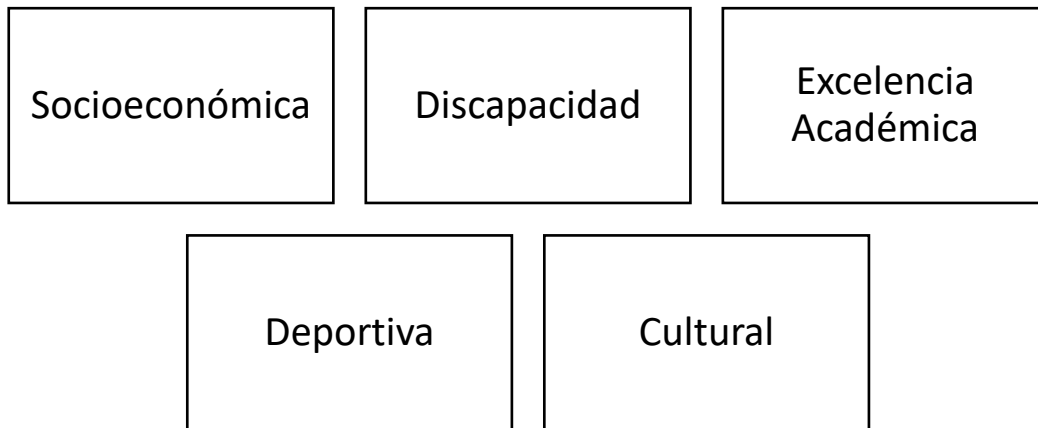 Socioeconómica
Discapacidad
Excelencia
Académica
Deportiva
Cultural